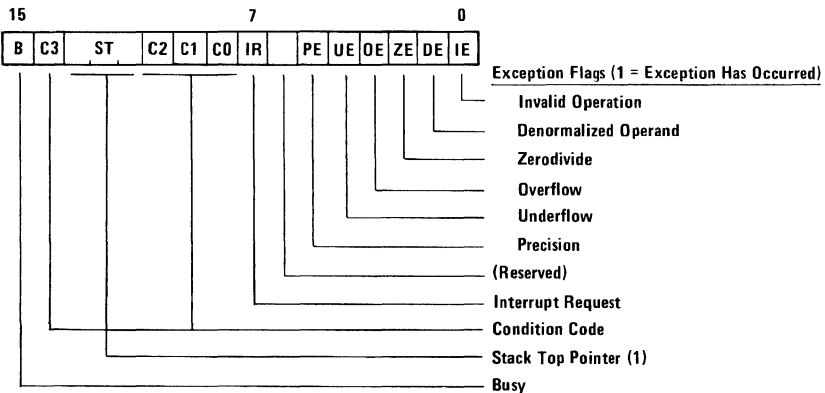 15 7 0
B C3 ST C2 C1 C0 IR PE UE OE ZE DE IE
Exception Flags (1 = Exception Has Occurred)
Invalid Operation
Denormalized Operand
Zerodivide
Overflow
Underflow
Precision
(Reserved)
Interrupt Request
Condition Code
Stack Top Pointer (1)
Busy